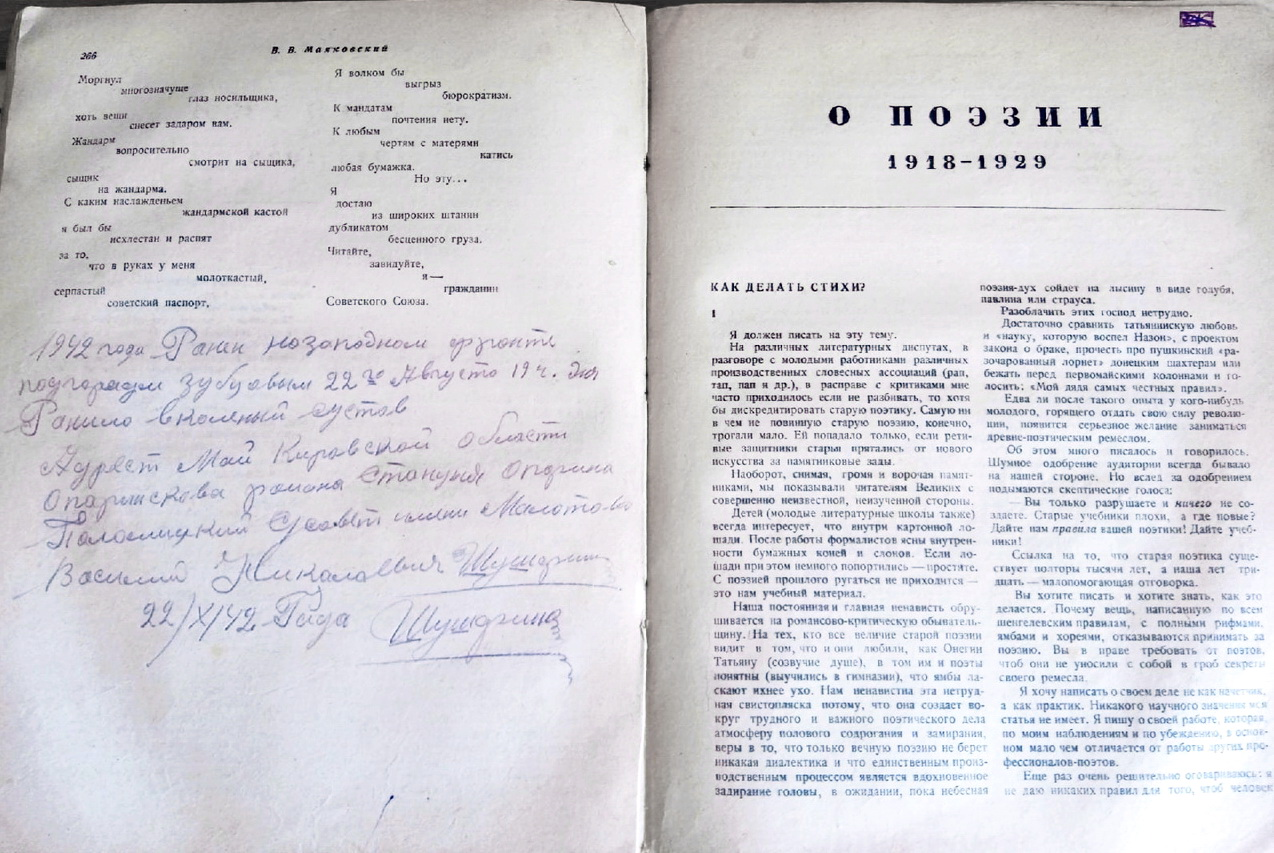 266
В. В. Маяковский
Моргнул
многозначуще
глаз носильщика,
хоть вещи
снесет задаром вам.
Жандарм
вопросительно
смотрит на сыщика,
сыщик
на жандарма.
С каким наслажденьем
жандармской кастой
я был бы
исхлестан и распят
за то,
что в руках у меня
молоткастый,
серпастый
советский паспорт.
Я волком бы
выгрыз
бюрократизм.
К мандатам
почтения нету.
К любым
чертям с матерями
катись
любая бумажка.
Но эту...
Я
достаю
из широких штанин
дубликатом
бесценного груза.
Читайте,
завидуйте,
я —
гражданин
Советского Союза.
1942 года Ранен назападном фронте
подгородом Зубцовым 22го Августа 19 ч. дня
Ранило вколеный сустав
Адрест Мой Кировской области
Опаринскова района Станцыя Опарина
Паломицкий Сельсовет имени Молотова
Василий Николаевич Шушарин
22/X/42 Года Шушарина
О ПОЭЗИИ
1918-1929
КАК ДЕЛАТЬ СТИХИ?
1
Я должен писать на эту тему.
На различных литературных диспутах, в
разговоре с молодыми работниками различных
производственных словесных ассоциаций (рап,
тап, пап и др.), в расправе с критиками мне
часто приходилось если не разбивать, то хотя
бы дискредитировать старую поэтику. Самую ни
в чем не повинную старую поэзию, конечно,
трогали мало. Ей попадало только, если рети-
вые защитники старья прятались от нового
искусства за памятниковые зады.
Наоборот, снимая, громя и ворочая памят-
никами, мы показывали читателям Великих с
совершенно неизвестной, неизученной стороны.
Детей (молодые литературные школы также)
всегда интересует, что внутри картонной ло-
шади. После работы формалистов ясны внутрен-
ности бумажных коней и слонов. Если ло-
шади при этом немного попортились — простите.
С поэзией прошлого ругаться не приходится —
это нам учебный материал.
Наша постоянная и главная ненависть обру-
шивается на романсово-критическую обыватель-
щину. На тех, кто все величие старой поэзии
видит в том, что и они любили, как Онегин
Татьяну (созвучие душе), в том им и поэты
понятны (выучились в гимназии), что ямбы ла-
скают ихнее ухо. Нам ненавистна эта нетруд-
ная свистопляска потому, что она создает во-
круг трудного и важного поэтического дела
атмосферу полового содрогания и замирания,
веры в то, что только вечную поэзию не берет
никакая диалектика и что единственным произ-
водственным процессом является вдохновенное
задирание головы, в ожидании, пока небесная
поэзия-дух сойдет на лысину в виде голубя,
павлина или страуса.
Разоблачить этих господ нетрудно.
Достаточно сравнить татьянискую любовь
и «науку, которую воспел Назон», с проектом
закона о браке, прочесть про пушкинский «ра-
зочарованный лорнет» донецким шахтерам или
бежать перед первомайскими колоннами и го-
лосить: «Мой дядя самых честных правил».
Едва ли после такого опыта у кого-нибудь
молодого, горящего отдать свою силу револю-
ции, появится серьезное желание заниматься
древне-поэтическим ремеслом.
Об этом много писалось и говорилось.
Шумное одобрение аудитории всегда бывало
на нашей стороне. Но вслед за одобрением
подымаются скептические голоса:
— Вы только разрушаете и ничего не со-
здаете. Старые учебники плохи, а где новые?
Дайте нам правила вашей поэтики! Дайте учеб-
ники!
Ссылка на то, что старая поэтика суще-
ствует полторы тысячи лет, а наша лет три-
дцать — малопомогающая отговорка.
Вы хотите писать и хотите знать, как это
делается. Почему вещь, написанную по всем
шенгелевским правилам, с полными рифмами,
ямбами и хореями, отказываются принимать за
поэзию. Вы в праве требовать от поэтов,
чтоб они не уносили с собой в гроб секреты
своего ремесла.
Я хочу написать о своем деле не как начетчик,
а как практик. Никакого научного значения моя
статья не имеет. Я пишу о своей работе, которая,
по моим наблюдениям и по убеждению, в основ-
ном мало чем отличается от работы других про-
фессионалов-поэтов.
Еще раз очень решительно оговариваюсь: я
не даю никаких правил для того, чтоб человек